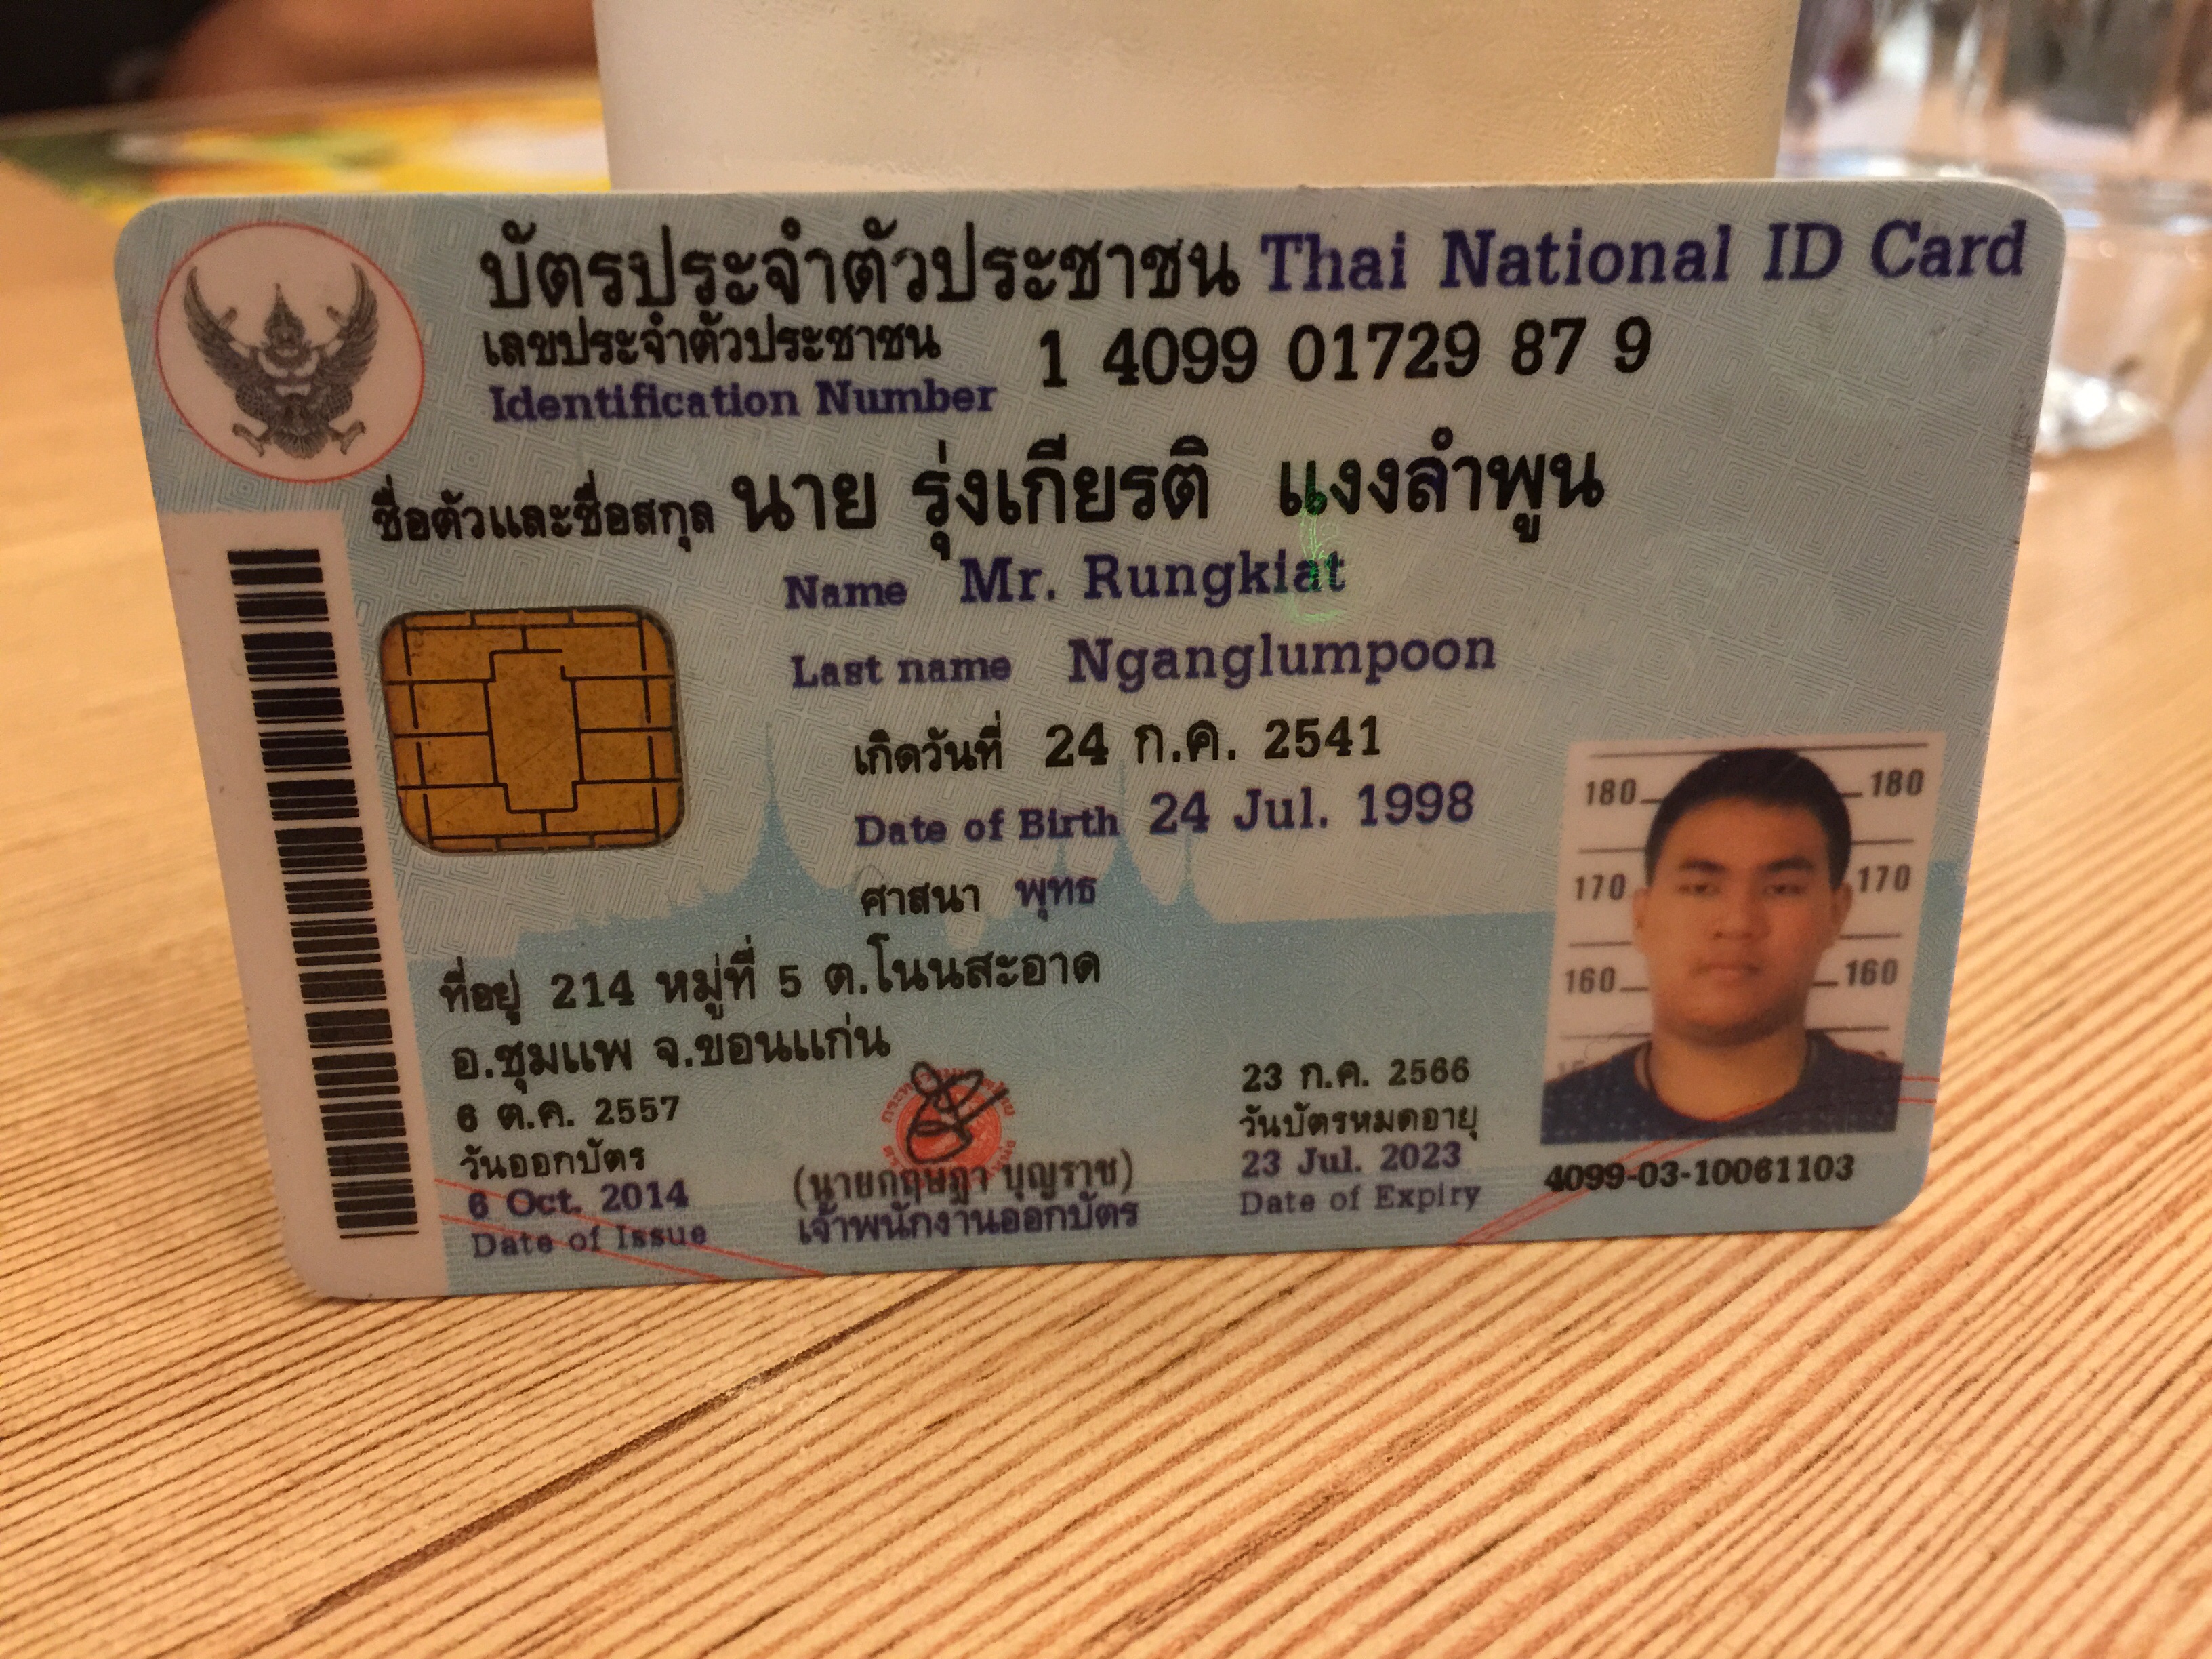 บัตรประจำตัวประชาชน Thai National ID Card
เลขประจำตัวประชาชน 1 4099 01729 87 9
Identification Number
ชื่อตัวและชื่อสกุล นาย รุ่งเกียรติ แงงลำพูน
Name Mr. Rungkiat
Last name Nganglumpoon
เกิดวันที่ 24 ก.ค. 2541
Date of Birth 24 Jul. 1998
ศาสนา พุทธ
ที่อยู่ 214 หมู่ที่ 5 ต.โนนสะอาด
อ.ชุมแพ จ.ขอนแก่น
6 ต.ค. 2557
วันออกบัตร
6 Oct. 2014
Date of Issue
(นายกฤษฎา บุญราช)
เจ้าพนักงานออกบัตร
23 ก.ค. 2566
วันบัตรหมดอายุ
23 Jul. 2023
Date of Expiry
180 180
170 170
160 160
4099-03-10061103